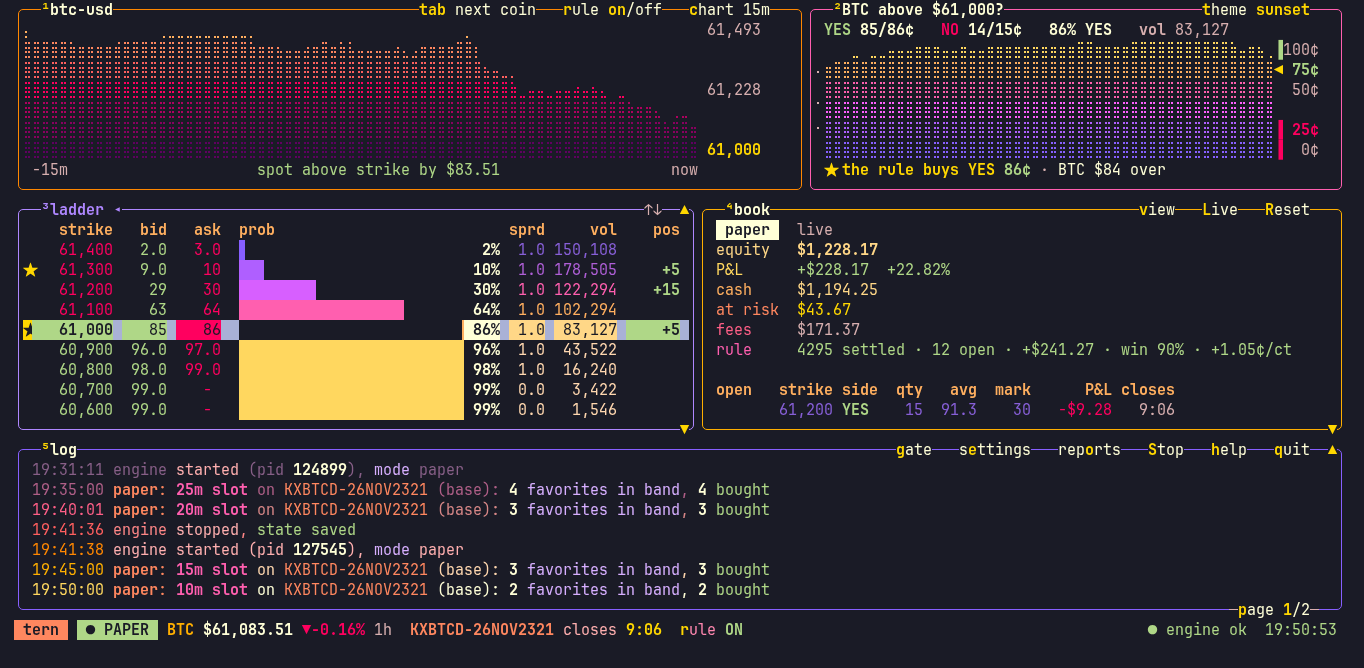 ¹btc-usd tab next coin rule on/off chart 15m
61,493
61,228
61,000
-15m spot above strike by $83.51 now
²BTC above $61,000? theme sunset
YES 85/86¢ NO 14/15¢ 86% YES vol 83,127
100¢
◀ 75¢
50¢
25¢
0¢
★ the rule buys YES 86¢ · BTC $84 over
³ladder ◂ ↑↓ ▲
strike bid ask prob sprd vol pos
61,400 2.0 3.0 2% 1.0 150,108
★ 61,300 9.0 10 10% 1.0 178,505 +5
61,200 29 30 30% 1.0 122,294 +15
61,100 63 64 64% 1.0 102,294
★ 61,000 85 86 86% 1.0 83,127 +5
60,900 96.0 97.0 96% 1.0 43,522
60,800 98.0 99.0 98% 1.0 16,240
60,700 99.0 - 99% 0.0 3,422
60,600 99.0 - 99% 0.0 1,546
▼
⁴book view Live Reset
paper live
equity $1,228.17
P&L +$228.17 +22.82%
cash $1,194.25
at risk $43.67
fees $171.37
rule 4295 settled · 12 open · +$241.27 · win 90% · +1.05¢/ct
open strike side qty avg mark P&L closes
61,200 YES 15 91.3 30 -$9.28 9:06
▼
⁵log gate settings reports Stop help quit ▲
19:31:11 engine started (pid 124899), mode paper
19:35:00 paper: 25m slot on KXBTCD-26NOV2321 (base): 4 favorites in band, 4 bought
19:40:01 paper: 20m slot on KXBTCD-26NOV2321 (base): 3 favorites in band, 3 bought
19:41:36 engine stopped, state saved
19:41:38 engine started (pid 127545), mode paper
19:45:00 paper: 15m slot on KXBTCD-26NOV2321 (base): 3 favorites in band, 3 bought
19:50:00 paper: 10m slot on KXBTCD-26NOV2321 (base): 2 favorites in band, 2 bought
page 1/2
tern ● PAPER BTC $61,083.51 ▼-0.16% 1h KXBTCD-26NOV2321 closes 9:06 rule ON ● engine ok 19:50:53